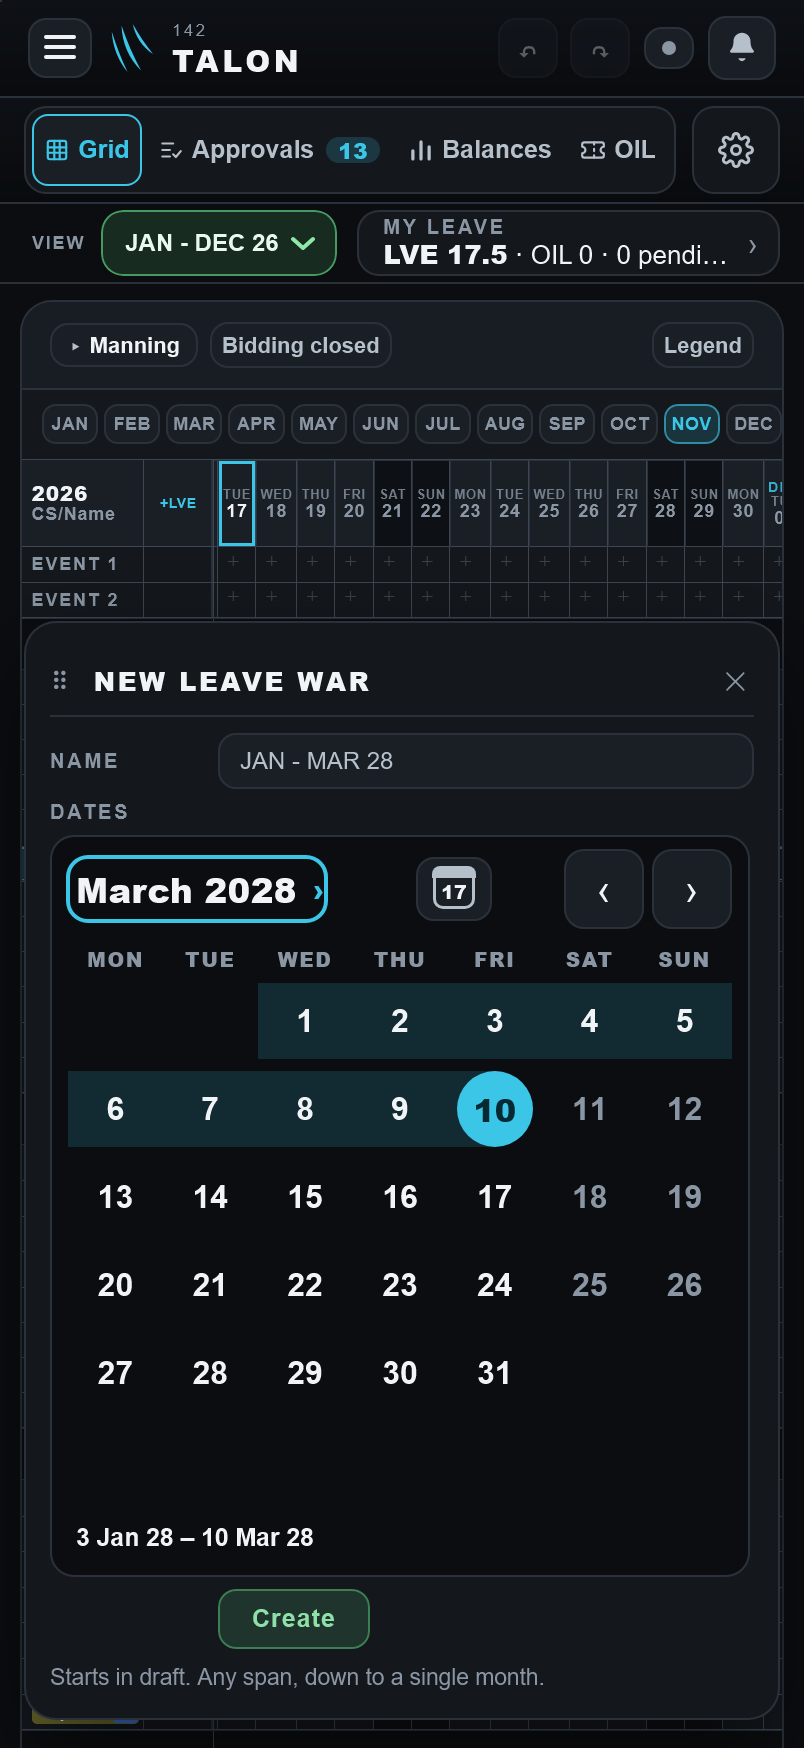 142
TALON
Grid Approvals 13 Balances OIL
VIEW JAN - DEC 26 MY LEAVE
LVE 17.5 · OIL 0 · 0 pendi… ›
▸ Manning Bidding closed Legend
JAN FEB MAR APR MAY JUN JUL AUG SEP OCT NOV DEC
2026 +LVE TUE WED THU FRI SAT SUN MON TUE WED THU FRI SAT SUN MON
CS/Name 17 18 19 20 21 22 23 24 25 26 27 28 29 30
EVENT 1 + + + + + + + + + + + + + + +
EVENT 2 + + + + + + + + + + + + + + +
NEW LEAVE WAR
NAME JAN - MAR 28
DATES
March 2028 › 17 ‹ ›
MON TUE WED THU FRI SAT SUN
1 2 3 4 5
6 7 8 9 10 11 12
13 14 15 16 17 18 19
20 21 22 23 24 25 26
27 28 29 30 31
3 Jan 28 – 10 Mar 28
Create
Starts in draft. Any span, down to a single month.